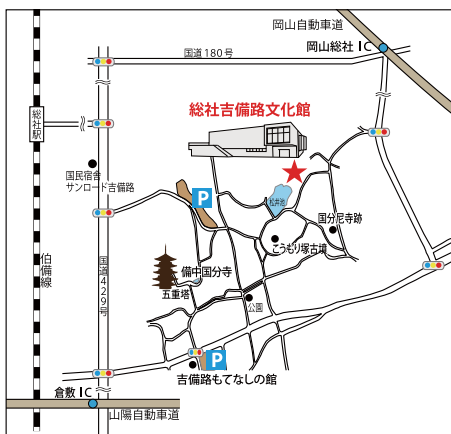 岡山自動車道
岡山総社IC
国道180号
総社吉備路文化館
総社駅
国民宿舎
サンロード吉備路
P
松井池
国分尼寺跡
こうもり塚古墳
伯備線
国道429号
備中国分寺
五重塔
公園
P
吉備路もてなしの館
倉敷IC
山陽自動車道